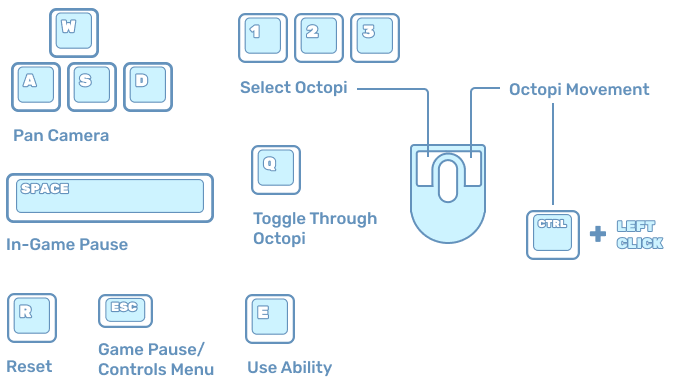 W
A S D
Pan Camera
1 2 3
Select Octopi
Octopi Movement
SPACE
In-Game Pause
Q
Toggle Through
Octopi
CTRL + LEFT
CLICK
R
Reset
ESC
Game Pause/
Controls Menu
E
Use Ability